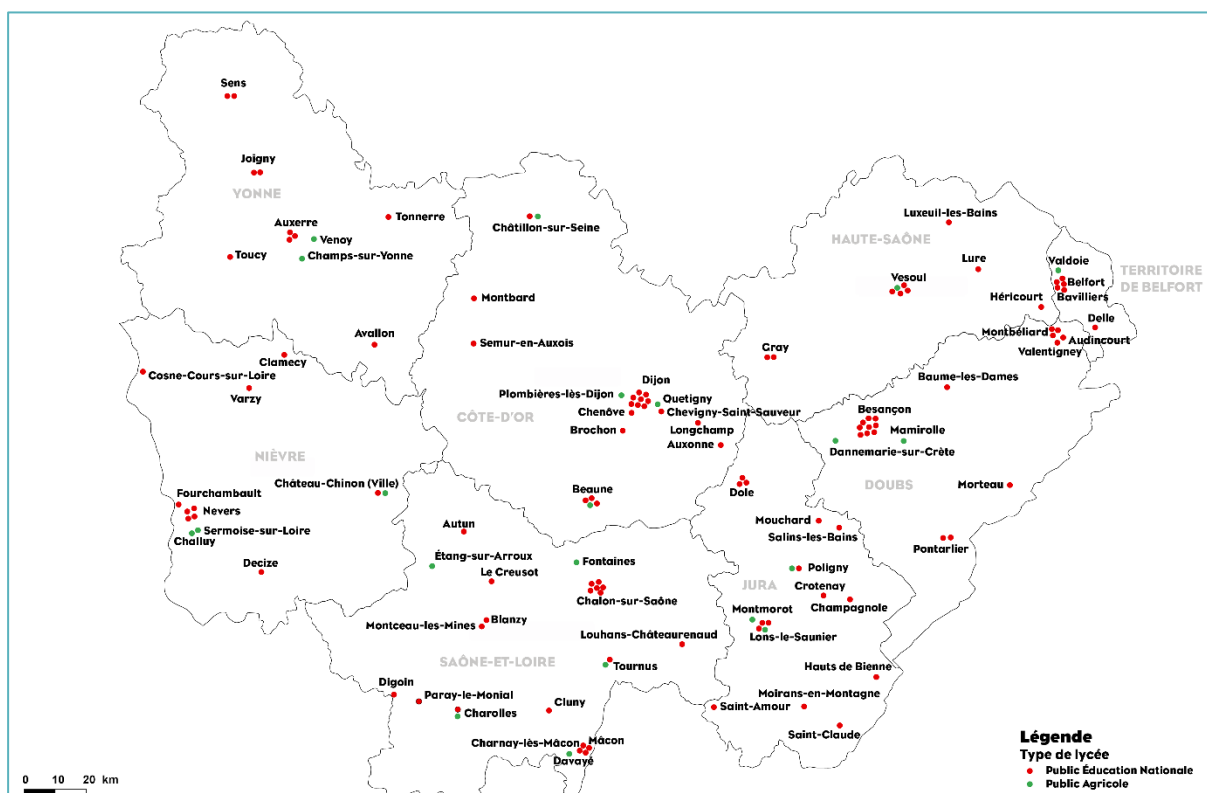 Sens
Joigny
YONNE
Auxerre
Tonnerre
Venoy
Toucy
Champs-sur-Yonne
Avallon
Châtillon-sur-Seine
Montbard
Semur-en-Auxois
Dijon
Plombières-lès-Dijon
Quetigny
Chenôve
Chevigny-Saint-Sauveur
CÔTE-D'OR
Longchamp
Brochon
Auxonne
Beaune
Luxeuil-les-Bains
HAUTE-SAÔNE
Lure
Vesoul
Héricourt
Gray
Valdoie
TERRITOIRE
DE BELFORT
Belfort
Bavilliers
Delle
Montbéliard
Audincourt
Valentigney
Baume-les-Dames
Besançon
Mamirolle
Dannemarie-sur-Crète
DOUBS
Morteau
Pontarlier
Clamecy
Cosne-Cours-sur-Loire
Varzy
NIÈVRE
Château-Chinon (Ville)
Fourchambault
Nevers
Sermoise-sur-Loire
Challuy
Decize
Autun
Étang-sur-Arroux
Fontaines
Le Creusot
Chalon-sur-Saône
Blanzy
Montceau-les-Mines
Louhans-Châteaurenaud
SAÔNE-ET-LOIRE
Tournus
Digoin
Paray-le-Monial
Charolles
Cluny
Charnay-lès-Mâcon
Mâcon
Davayé
Dole
Mouchard
Salins-les-Bains
Poligny
JURA
Crotenay
Champagnole
Montmorot
Lons-le-Saunier
Hauts de Bienne
Moirans-en-Montagne
Saint-Amour
Saint-Claude
Légende
Type de lycée
Public Éducation Nationale
Public Agricole
0 10 20 km